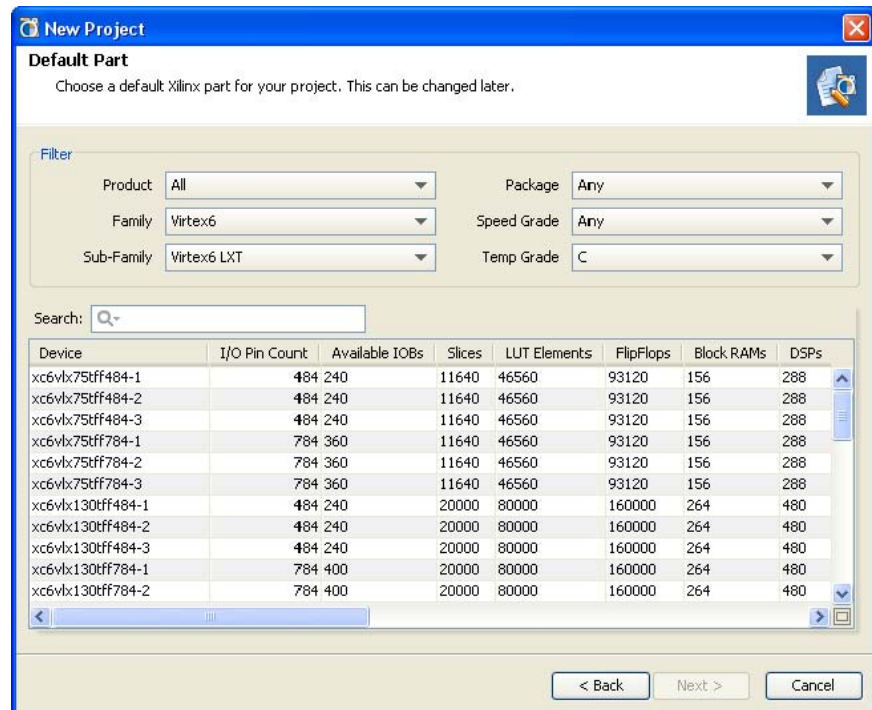 New Project
Default Part
Choose a default Xilinx part for your project. This can be changed later.
Filter
Product All Package Any
Family Virtex6 Speed Grade Any
Sub-Family Virtex6 LXT Temp Grade C
Search:
Device I/O Pin Count Available IOBs Slices LUT Elements FlipFlops Block RAMs DSPs
xc6vlx75tff484-1 484 240 11640 46560 93120 156 288
xc6vlx75tff484-2 484 240 11640 46560 93120 156 288
xc6vlx75tff484-3 484 240 11640 46560 93120 156 288
xc6vlx75tff784-1 784 360 11640 46560 93120 156 288
xc6vlx75tff784-2 784 360 11640 46560 93120 156 288
xc6vlx75tff784-3 784 360 11640 46560 93120 156 288
xc6vlx130tff484-1 484 240 20000 80000 160000 264 480
xc6vlx130tff484-2 484 240 20000 80000 160000 264 480
xc6vlx130tff484-3 484 240 20000 80000 160000 264 480
xc6vlx130tff784-1 784 400 20000 80000 160000 264 480
xc6vlx130tff784-2 784 400 20000 80000 160000 264 480
< Back Next > Cancel